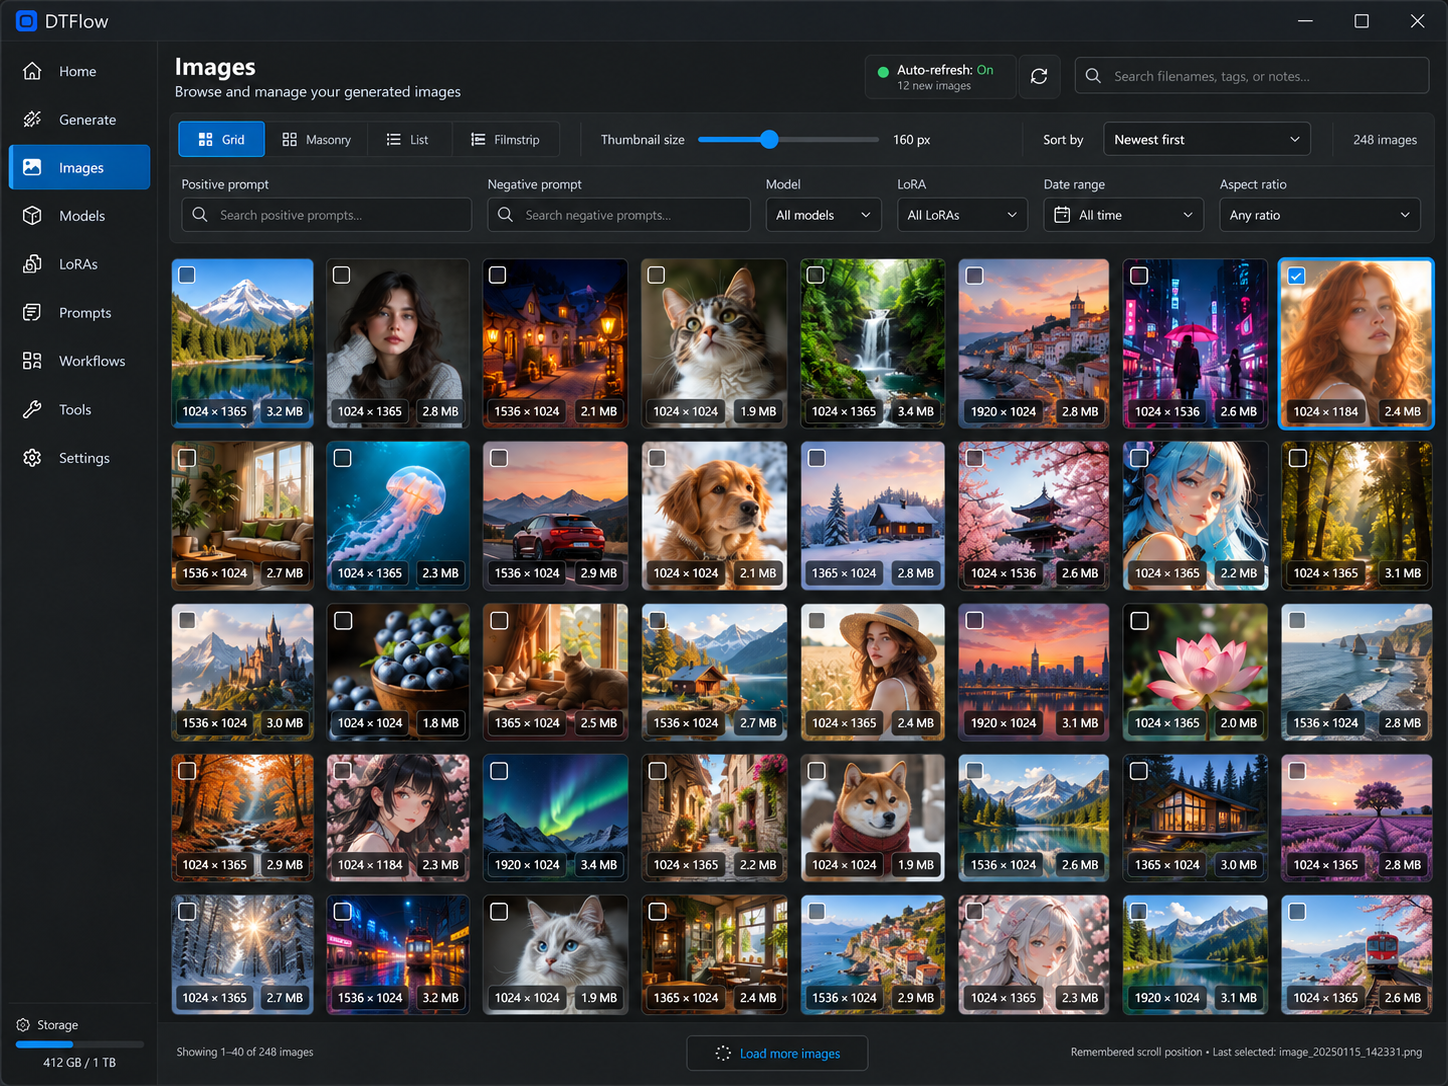 DTFlow
Home
Generate
Images
Models
LoRAs
Prompts
Workflows
Tools
Settings
Storage
412 GB / 1 TB
Images
Browse and manage your generated images
Auto-refresh: On
12 new images
Search filenames, tags, or notes...
Grid
Masonry
List
Filmstrip
Thumbnail size
160 px
Sort by
Newest first
248 images
Positive prompt
Search positive prompts...
Negative prompt
Search negative prompts...
Model
All models
LoRA
All LoRAs
Date range
All time
Aspect ratio
Any ratio
1024 × 1365 3.2 MB
1024 × 1365 2.8 MB
1536 × 1024 2.1 MB
1024 × 1024 1.9 MB
1024 × 1365 3.4 MB
1920 × 1024 2.8 MB
1024 × 1536 2.6 MB
1024 × 1184 2.4 MB
1536 × 1024 2.7 MB
1024 × 1365 2.3 MB
1536 × 1024 2.9 MB
1024 × 1024 2.1 MB
1365 × 1024 2.8 MB
1024 × 1536 2.6 MB
1024 × 1365 2.2 MB
1024 × 1365 3.1 MB
1536 × 1024 3.0 MB
1024 × 1024 1.8 MB
1365 × 1024 2.5 MB
1536 × 1024 2.7 MB
1024 × 1365 2.4 MB
1920 × 1024 3.1 MB
1024 × 1365 2.0 MB
1536 × 1024 2.8 MB
1024 × 1365 2.9 MB
1024 × 1184 2.3 MB
1920 × 1024 3.4 MB
1024 × 1365 2.2 MB
1024 × 1024 1.9 MB
1536 × 1024 2.6 MB
1365 × 1024 3.0 MB
1024 × 1365 2.8 MB
1024 × 1365 2.7 MB
1536 × 1024 3.2 MB
1024 × 1024 1.9 MB
1365 × 1024 2.4 MB
1536 × 1024 2.9 MB
1024 × 1365 2.3 MB
1920 × 1024 3.1 MB
1024 × 1365 2.6 MB
Showing 1–40 of 248 images
Load more images
Remembered scroll position • Last selected: image_20250115_142331.png